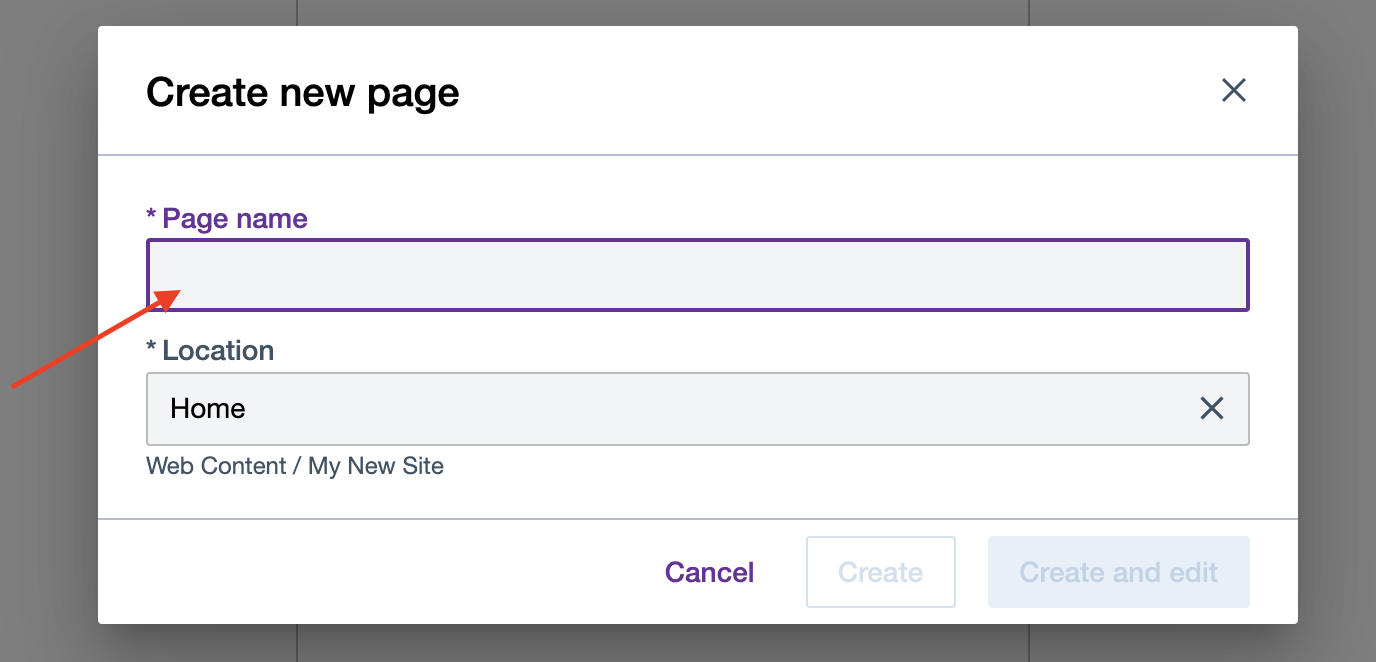 Create new page
* Page name
* Location
Home
Web Content / My New Site
Cancel Create Create and edit